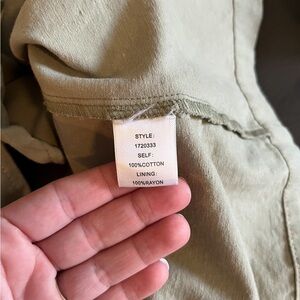 STYLE:
1720333
SELF:
100%COTTON
LINING:
100%RAYON